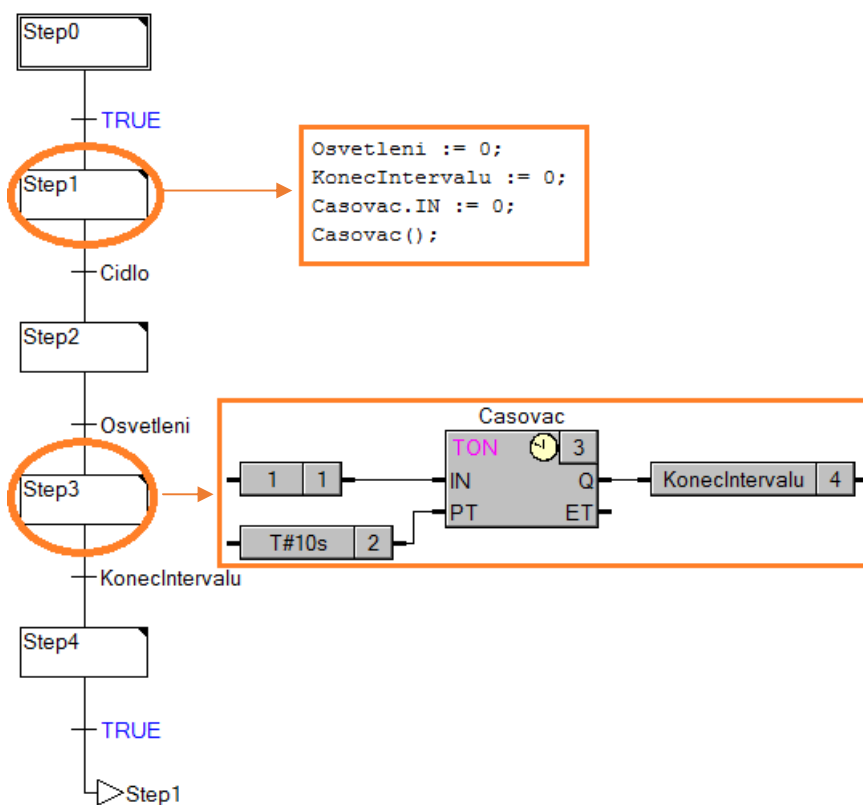 Step0
TRUE
Step1
Osvetleni := 0;
KonecIntervalu := 0;
Casovac.IN := 0;
Casovac();
Cidlo
Step2
Osvetleni
Step3
Casovac
TON 3
1 1 IN Q KonecIntervalu 4
T#10s 2 PT ET
KonecIntervalu
Step4
TRUE
Step1